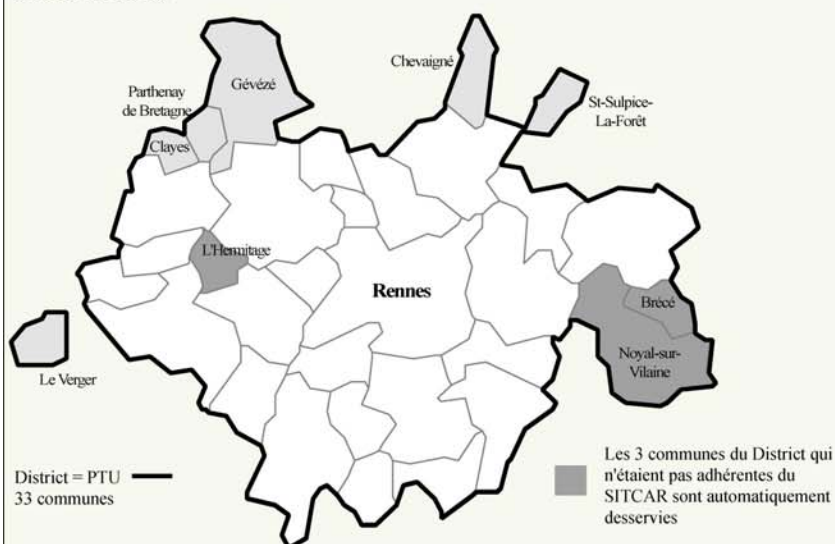 Gévézé
Chevaigné
Parthenay
de Bretagne
St-Sulpice-
La-Forêt
Clayes
L'Hermitage
Rennes
Brécé
Noyal-sur-
Vilaine
Le Verger
District = PTU
33 communes
Les 3 communes du District qui
n'étaient pas adhérentes du
SITCAR sont automatiquement
desservies